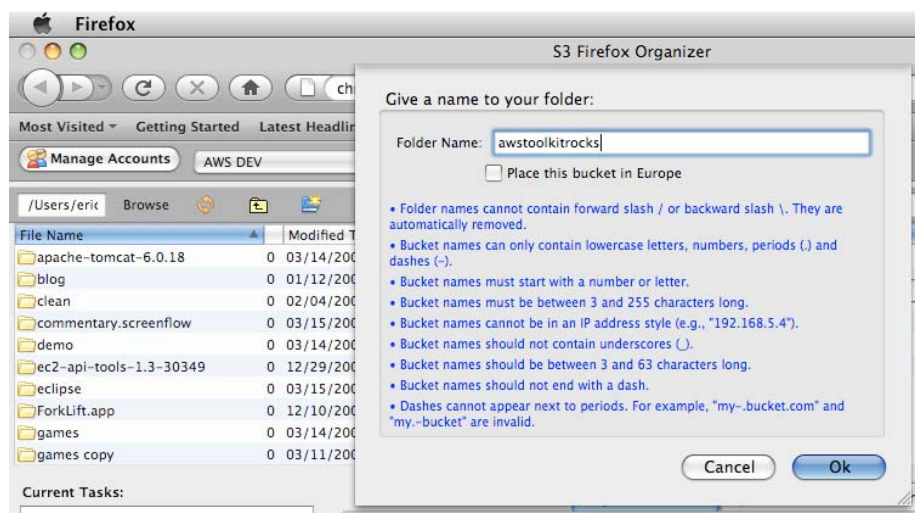 Firefox
S3 Firefox Organizer
ch
Most Visited Getting Started Latest Headlin
Manage Accounts AWS DEV
/Users/eric Browse
File Name Modified T
apache-tomcat-6.0.18 0 03/14/200
blog 0 01/12/200
clean 0 02/04/200
commentary.screenflow 0 03/15/200
demo 0 03/14/200
ec2-api-tools-1.3-30349 0 12/29/200
eclipse 0 03/15/200
ForkLift.app 0 12/10/200
games 0 03/14/200
games copy 0 03/11/200
Current Tasks:
Give a name to your folder:
Folder Name: awstoolkitrocks
Place this bucket in Europe
• Folder names cannot contain forward slash / or backward slash \. They are
automatically removed.
• Bucket names can only contain lowercase letters, numbers, periods (.) and
dashes (-).
• Bucket names must start with a number or letter.
• Bucket names must be between 3 and 255 characters long.
• Bucket names cannot be in an IP address style (e.g., "192.168.5.4").
• Bucket names should not contain underscores (_).
• Bucket names should be between 3 and 63 characters long.
• Bucket names should not end with a dash.
• Dashes cannot appear next to periods. For example, "my-.bucket.com" and
"my.-bucket" are invalid.
Cancel Ok